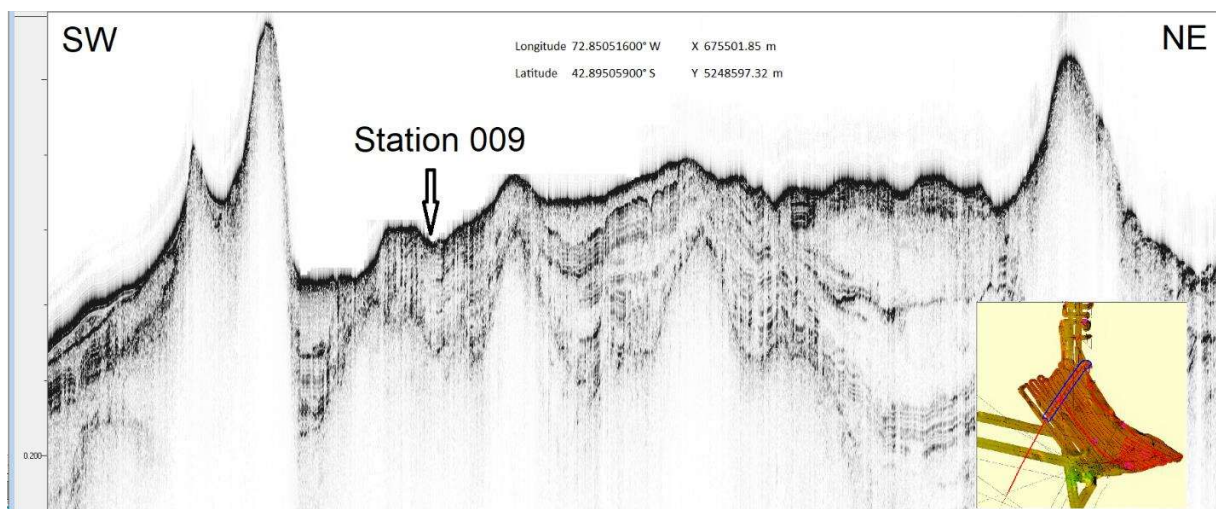 SW
NE
Longitude 72.85051600° W X 675501.85 m
Latitude 42.89505900° S Y 5248597.32 m
Station 009
0.200